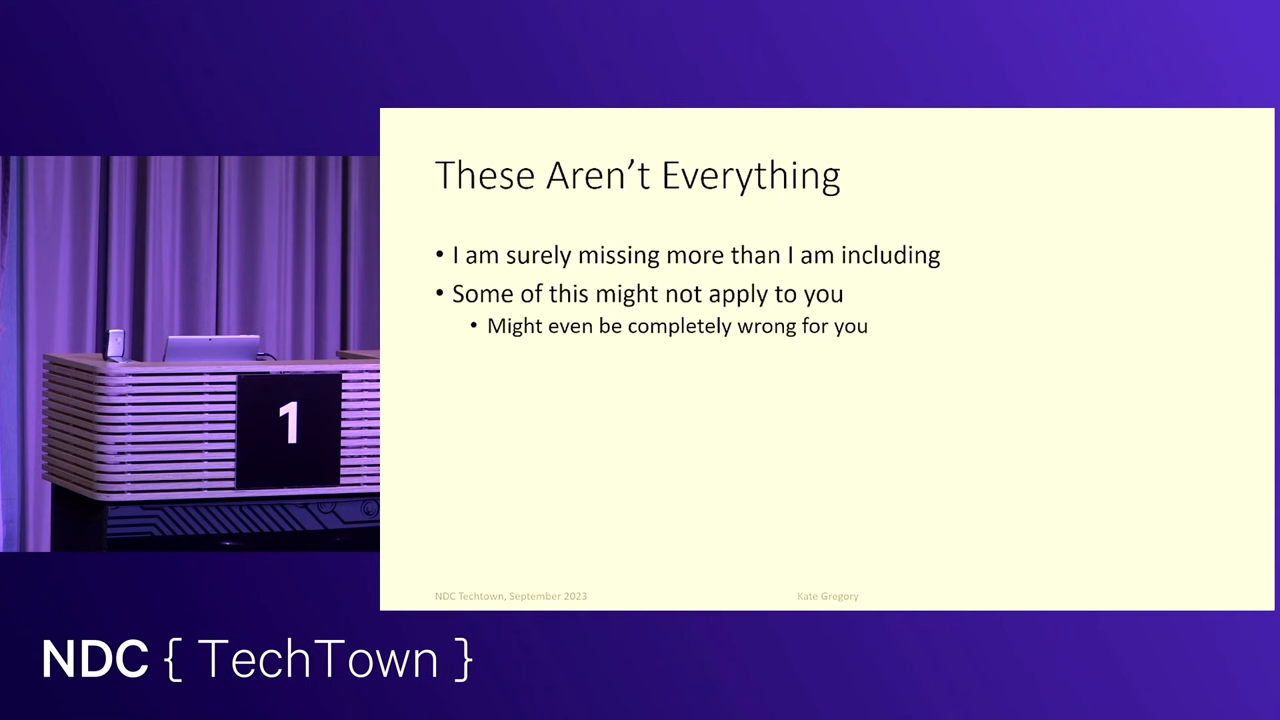 These Aren’t Everything
• I am surely missing more than I am including
• Some of this might not apply to you
• Might even be completely wrong for you
NDC Techtown, September 2023
Kate Gregory
1
NDC { TechTown }